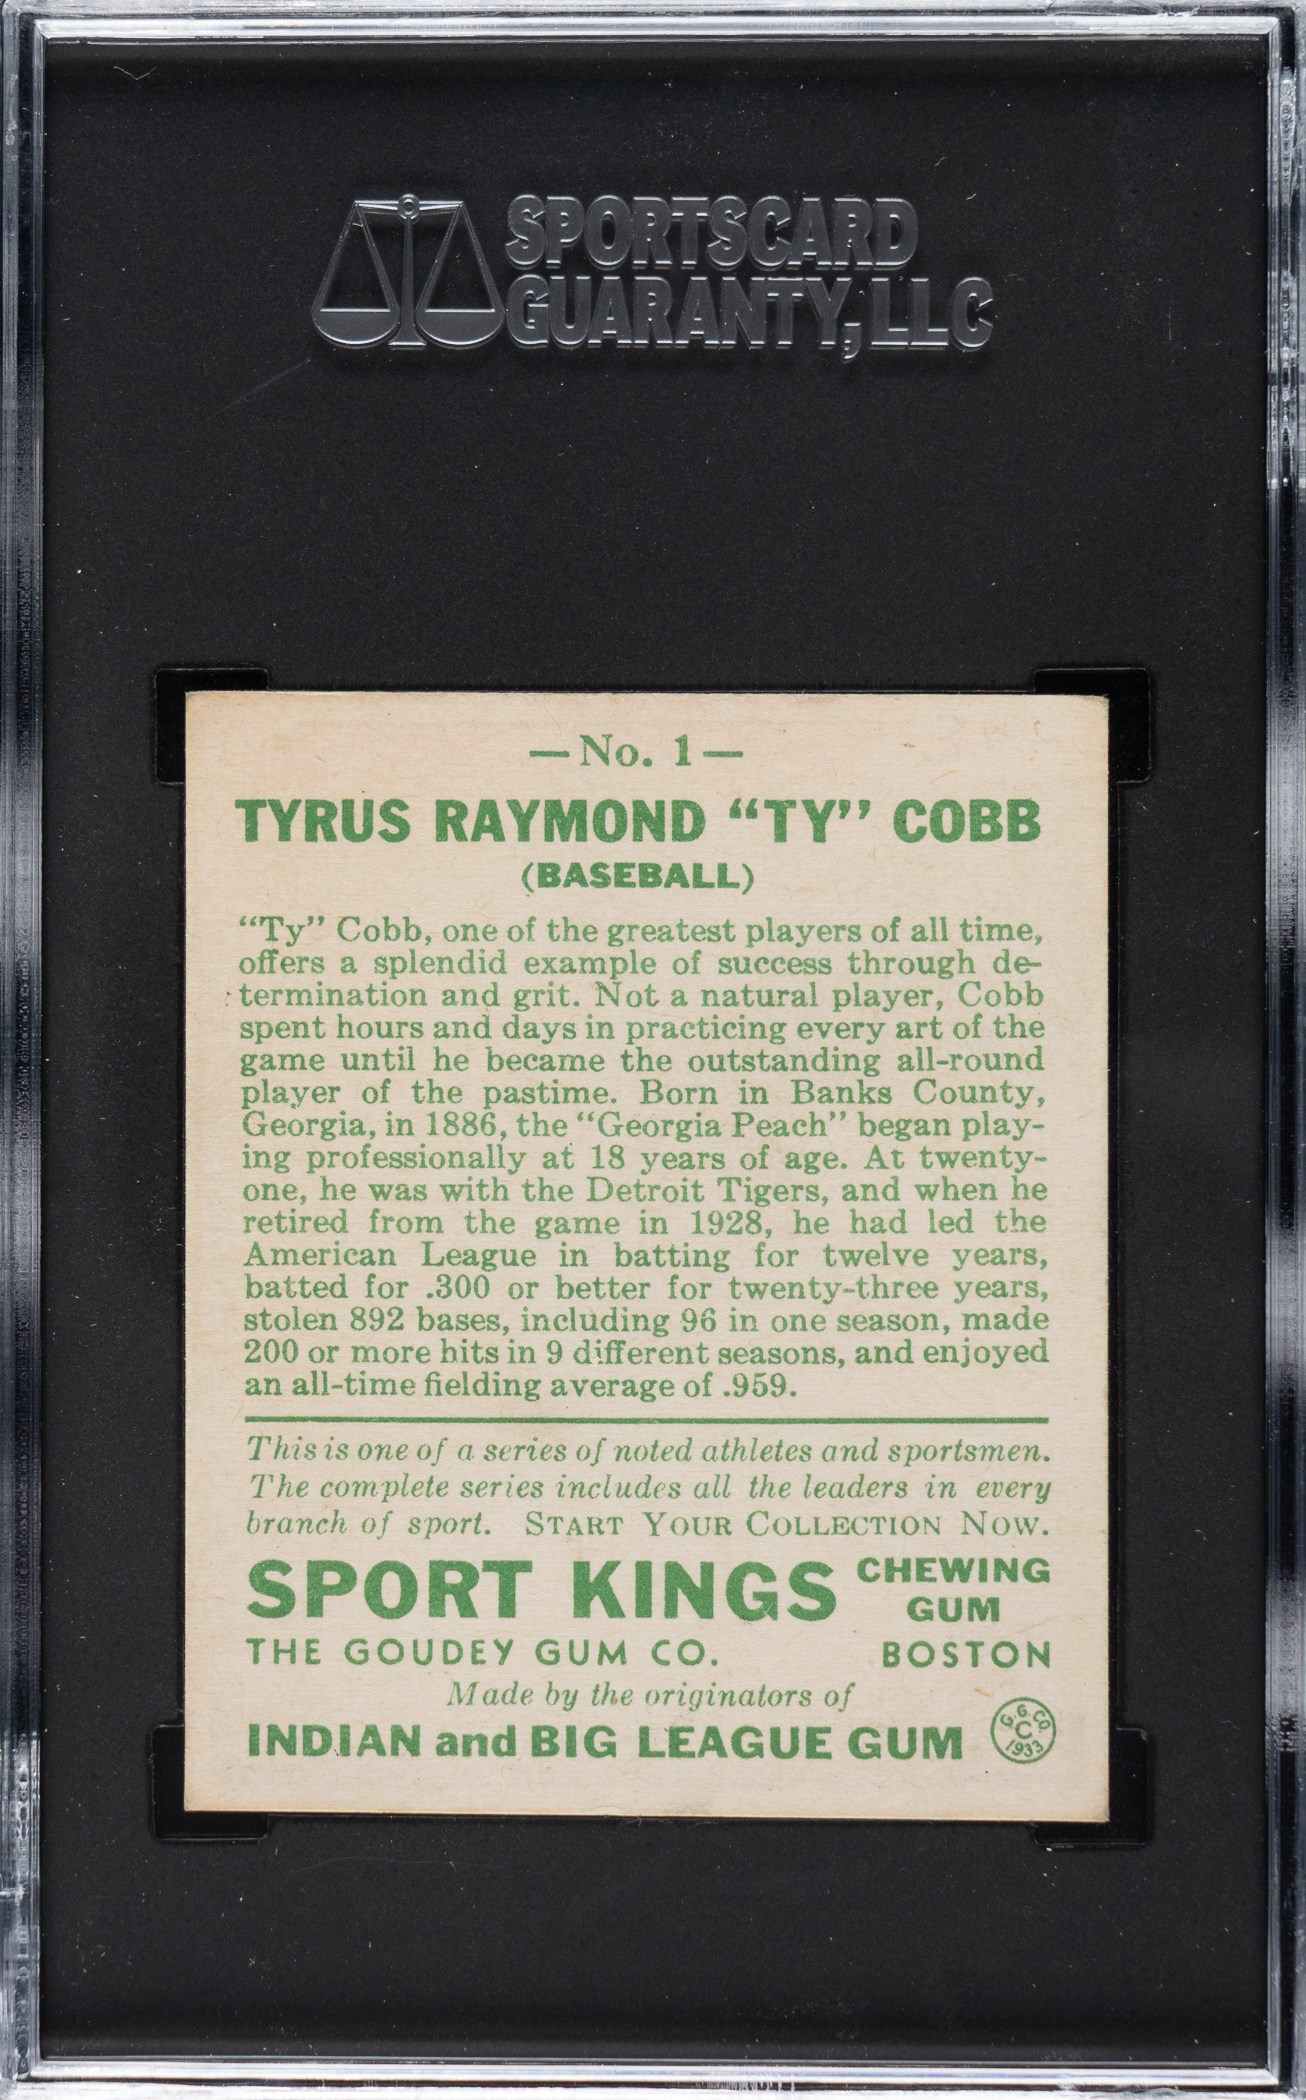 SPORTSCARD
GUARANTY, LLC
—No. 1—
TYRUS RAYMOND “TY” COBB
(BASEBALL)
“Ty” Cobb, one of the greatest players of all time,
offers a splendid example of success through de-
termination and grit. Not a natural player, Cobb
spent hours and days in practicing every art of the
game until he became the outstanding all-round
player of the pastime. Born in Banks County,
Georgia, in 1886, the “Georgia Peach” began play-
ing professionally at 18 years of age. At twenty-
one, he was with the Detroit Tigers, and when he
retired from the game in 1928, he had led the
American League in batting for twelve years,
batted for .300 or better for twenty-three years,
stolen 892 bases, including 96 in one season, made
200 or more hits in 9 different seasons, and enjoyed
an all-time fielding average of .959.
This is one of a series of noted athletes and sportsmen.
The complete series includes all the leaders in every
branch of sport. START YOUR COLLECTION NOW.
SPORT KINGS CHEWING GUM
THE GOUDEY GUM CO. BOSTON
Made by the originators of
INDIAN and BIG LEAGUE GUM
G. G. CO.
C
1933